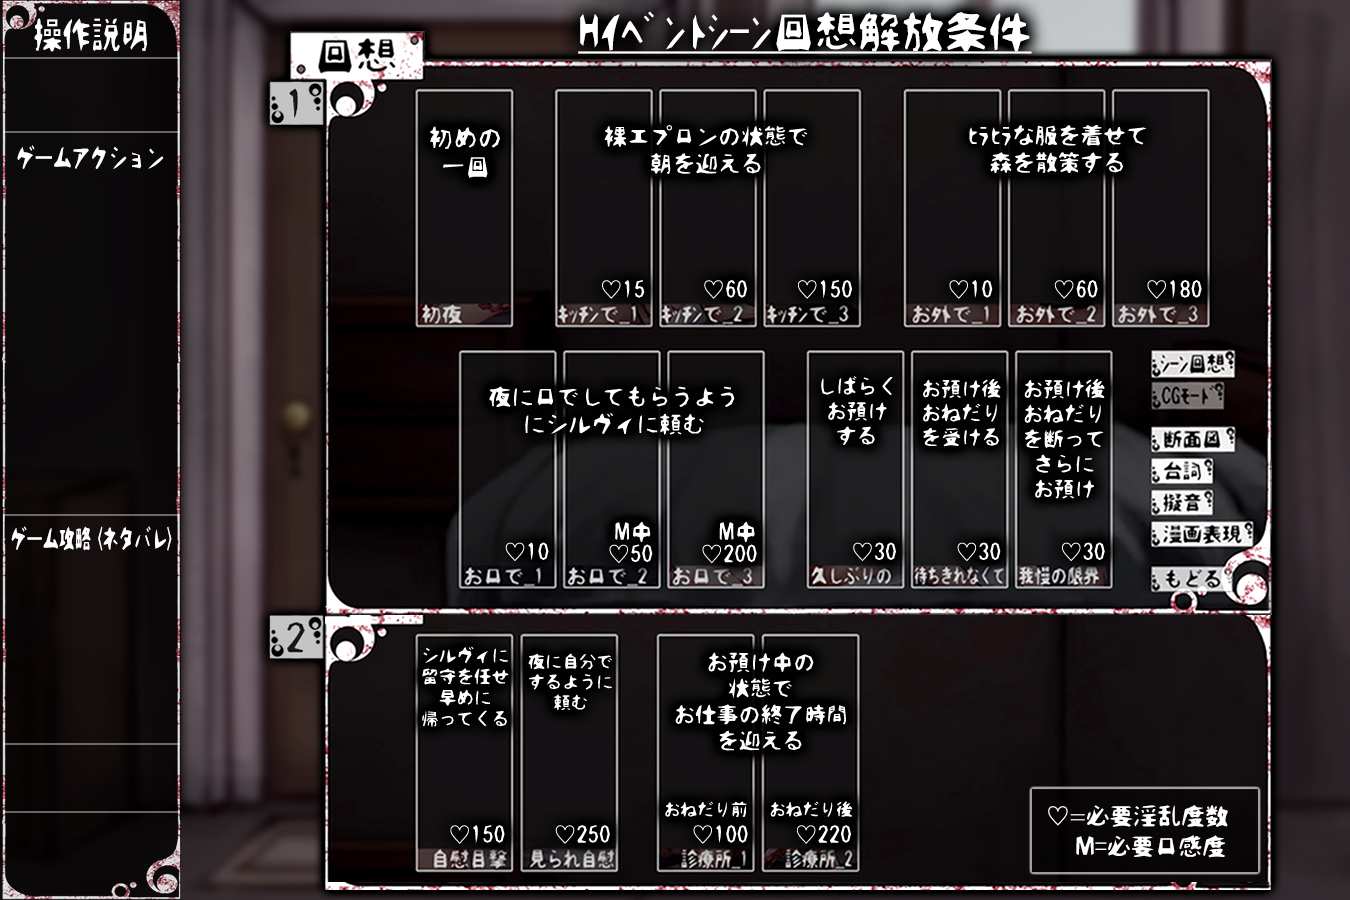 操作説明
ゲームアクション
ゲーム攻略(ネタバレ)
Hイベントシーン回想解放条件
回想
1
初めの
一回
初夜
裸エプロンの状態で
朝を迎える
♡15
♡60
♡150
キッチンで_1
キッチンで_2
キッチンで_3
ヒラヒラな服を着せて
森を散策する
♡10
♡60
♡180
お外で_1
お外で_2
お外で_3
夜に口でしてもらうよう
にシルヴィに頼む
M中
M中
♡10
♡50
♡200
お口で_1
お口で_2
お口で_3
しばらく
お預け
する
♡30
久しぶりの
お預け後
おねだり
を受ける
♡30
待ちきれなくて
お預け後
おねだり
を断って
さらに
お預け
♡30
我慢の限界
シーン回想
CGモード
断面図
台詞
擬音
漫画表現
もどる
2
シルヴィに
留守を任せ
早めに
帰ってくる
♡150
自慰目撃
夜に自分で
するように
頼む
♡250
見られ自慰
お預け中の
状態で
お仕事の終了時間
を迎える
おねだり前
♡100
診療所_1
おねだり後
♡220
診療所_2
♡=必要淫乱度数
M=必要口感度